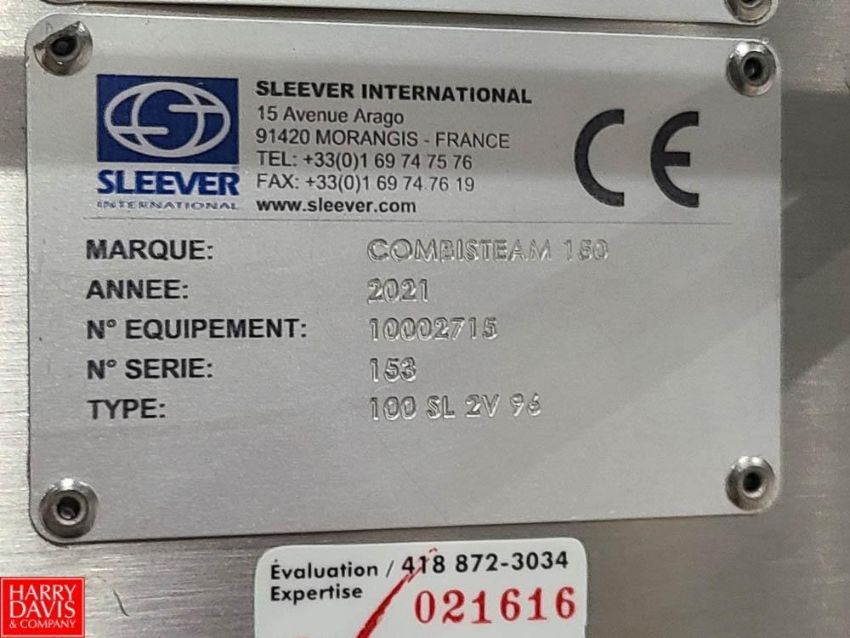 SLEEVER
INTERNATIONAL
SLEEVER INTERNATIONAL
15 Avenue Arago
91420 MORANGIS - FRANCE
TEL: +33(0)1 69 74 75 76
FAX: +33(0)1 69 74 76 19
www.sleever.com
CE
MARQUE: COMBISTEAM 150
ANNEE: 2021
N° EQUIPEMENT: 10002715
N° SERIE: 153
TYPE: 100 SL 2V 96
Évaluation / 418 872-3034
Expertise
021616
HARRY
DAVIS
& COMPANY